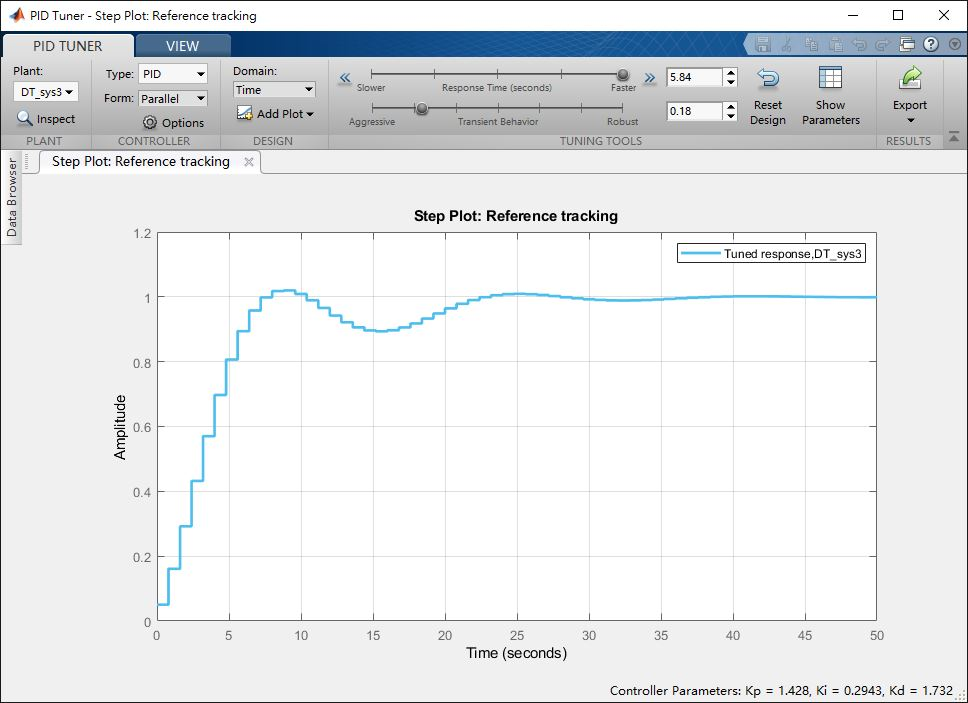 PID Tuner - Step Plot: Reference tracking
PID TUNER
VIEW
Plant:
DT_sys3
Inspect
PLANT
Type: PID
Form: Parallel
Options
CONTROLLER
Domain:
Time
Add Plot
DESIGN
Slower
Response Time (seconds)
Faster
5.84
Aggressive
Transient Behavior
Robust
0.18
Reset
Design
Show
Parameters
TUNING TOOLS
Export
RESULTS
Data Browser
Step Plot: Reference tracking
Step Plot: Reference tracking
Tuned response,DT_sys3
Amplitude
1.2
1
0.8
0.6
0.4
0.2
0
0 5 10 15 20 25 30 35 40 45 50
Time (seconds)
Controller Parameters: Kp = 1.428, Ki = 0.2943, Kd = 1.732